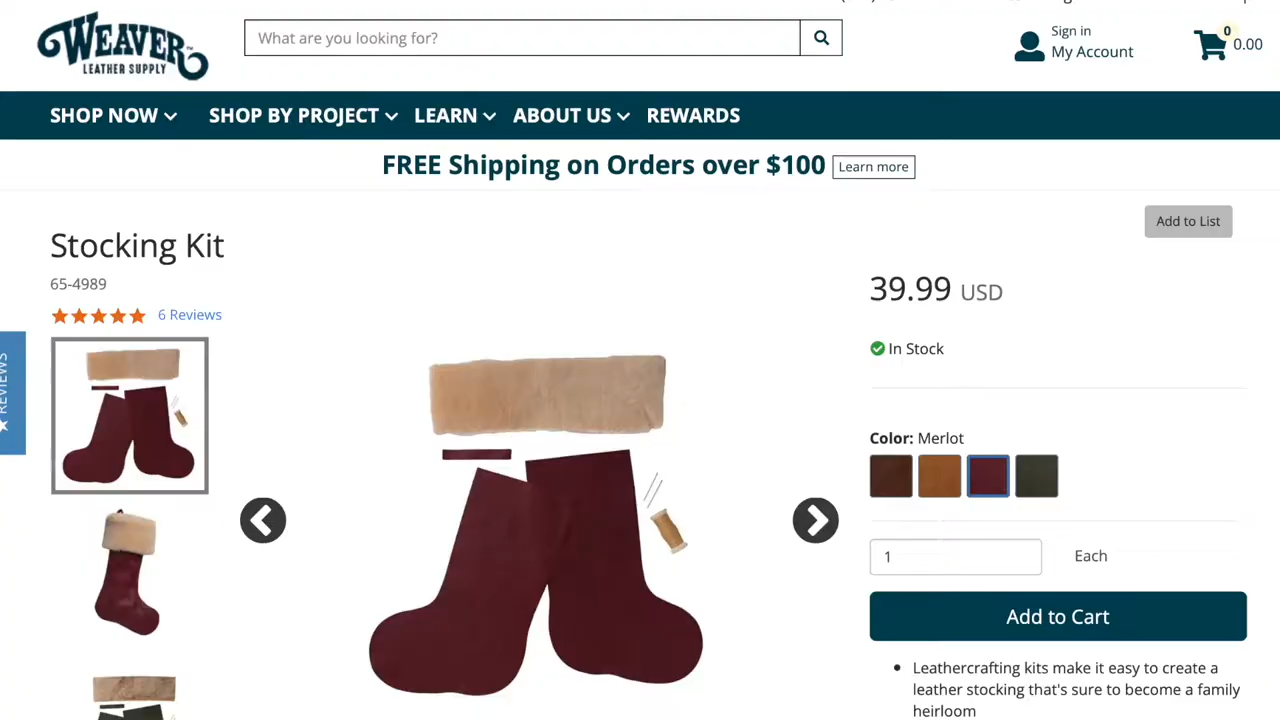 WEAVER™
LEATHER SUPPLY
What are you looking for?
Sign in
My Account
0
0.00
SHOP NOW
SHOP BY PROJECT
LEARN
ABOUT US
REWARDS
FREE Shipping on Orders over $100
Learn more
Add to List
Stocking Kit
65-4989
6 Reviews
★ REVIEWS
39.99 USD
In Stock
Color: Merlot
1
Each
Add to Cart
• Leathercrafting kits make it easy to create a
leather stocking that's sure to become a family
heirloom